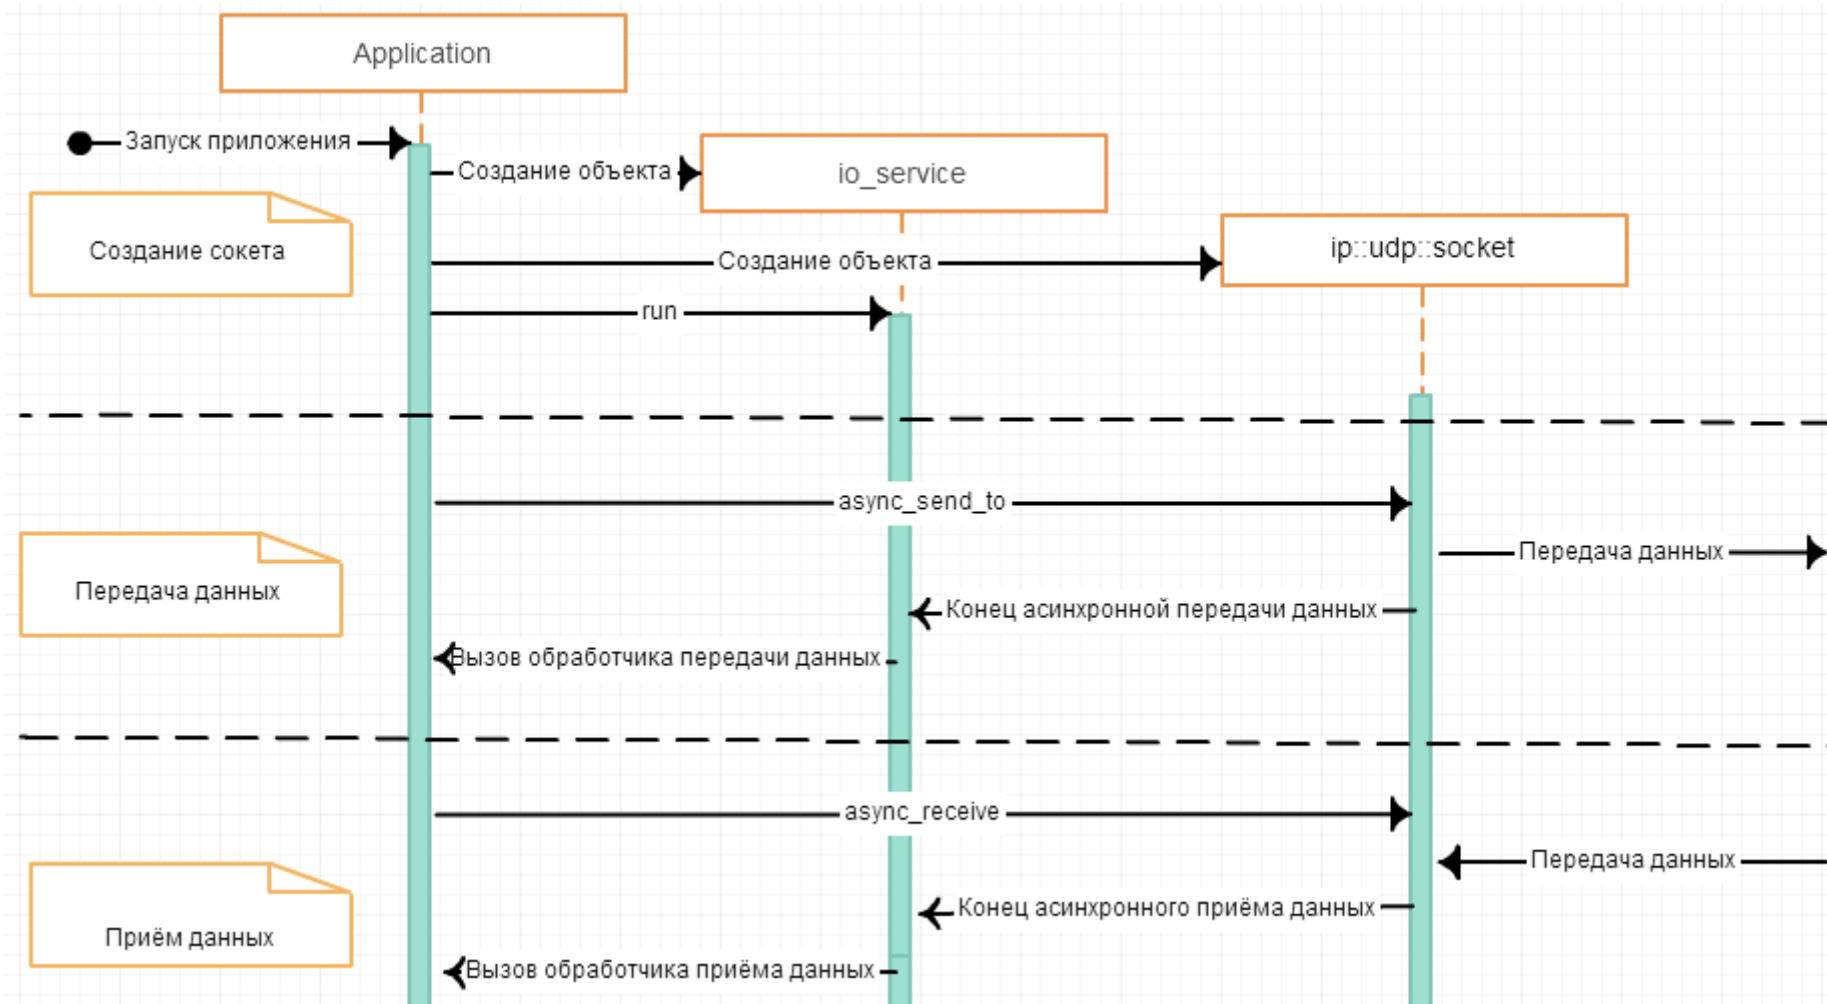 Application
Запуск приложения
Создание объекта
io_service
Создание сокета
Создание объекта
ip::udp::socket
run
async_send_to
Передача данных
Передача данных
Конец асинхронной передачи данных
Вызов обработчика передачи данных
async_receive
Передача данных
Приём данных
Конец асинхронного приёма данных
Вызов обработчика приёма данных